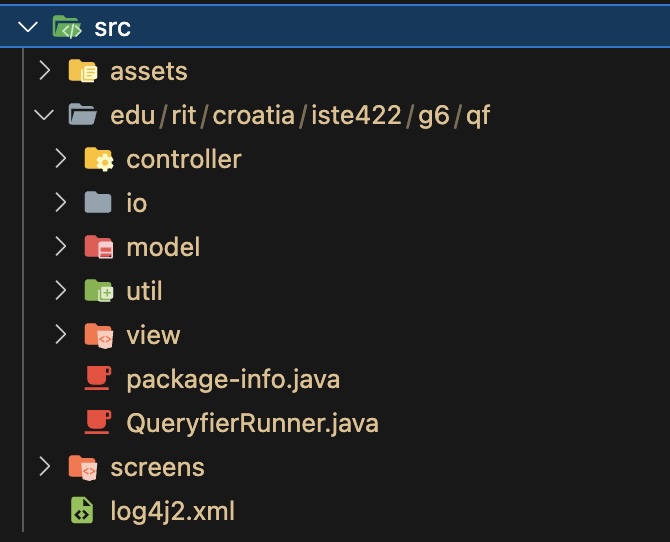 src
assets
edu/rit/croatia/iste422/g6/qf
controller
io
model
util
view
package-info.java
QueryfierRunner.java
screens
log4j2.xml